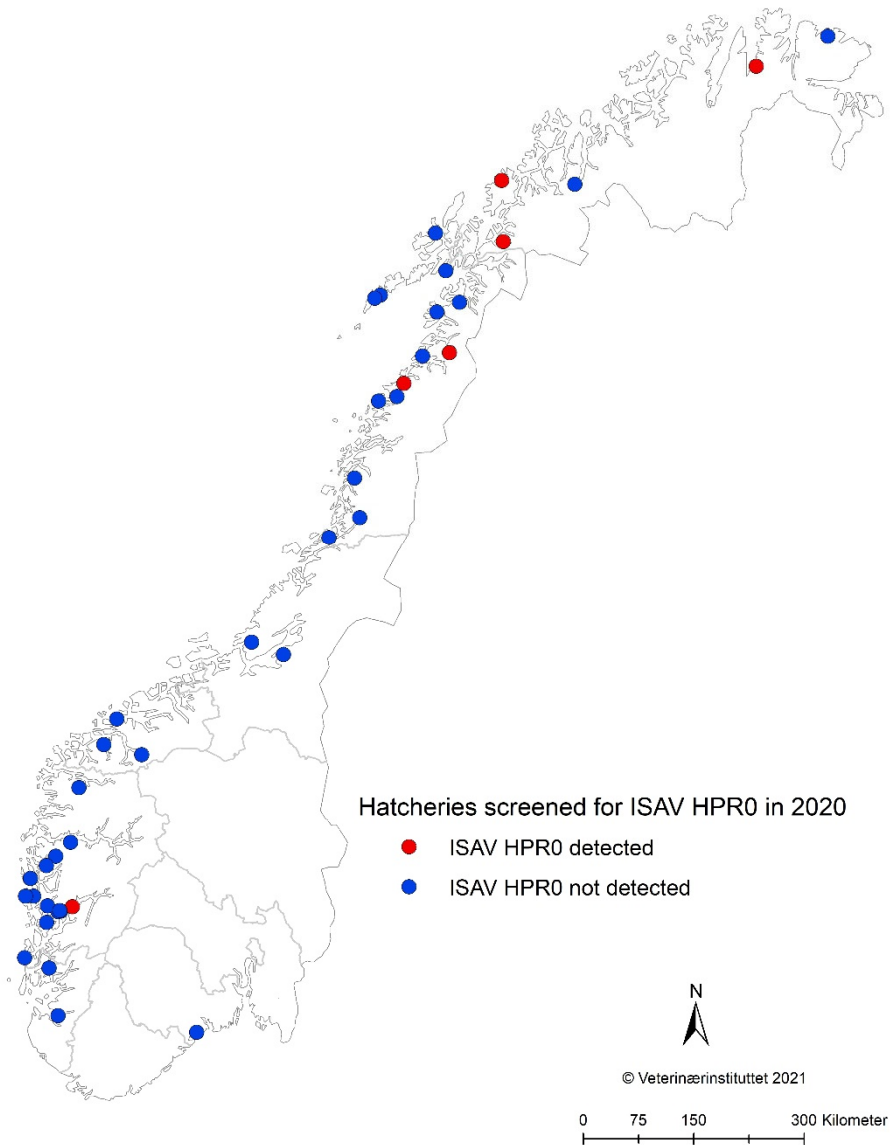 Hatcheries screened for ISAV HPR0 in 2020
ISAV HPR0 detected
ISAV HPR0 not detected
N
© Veterinærinstituttet 2021
0 75 150 300 Kilometer